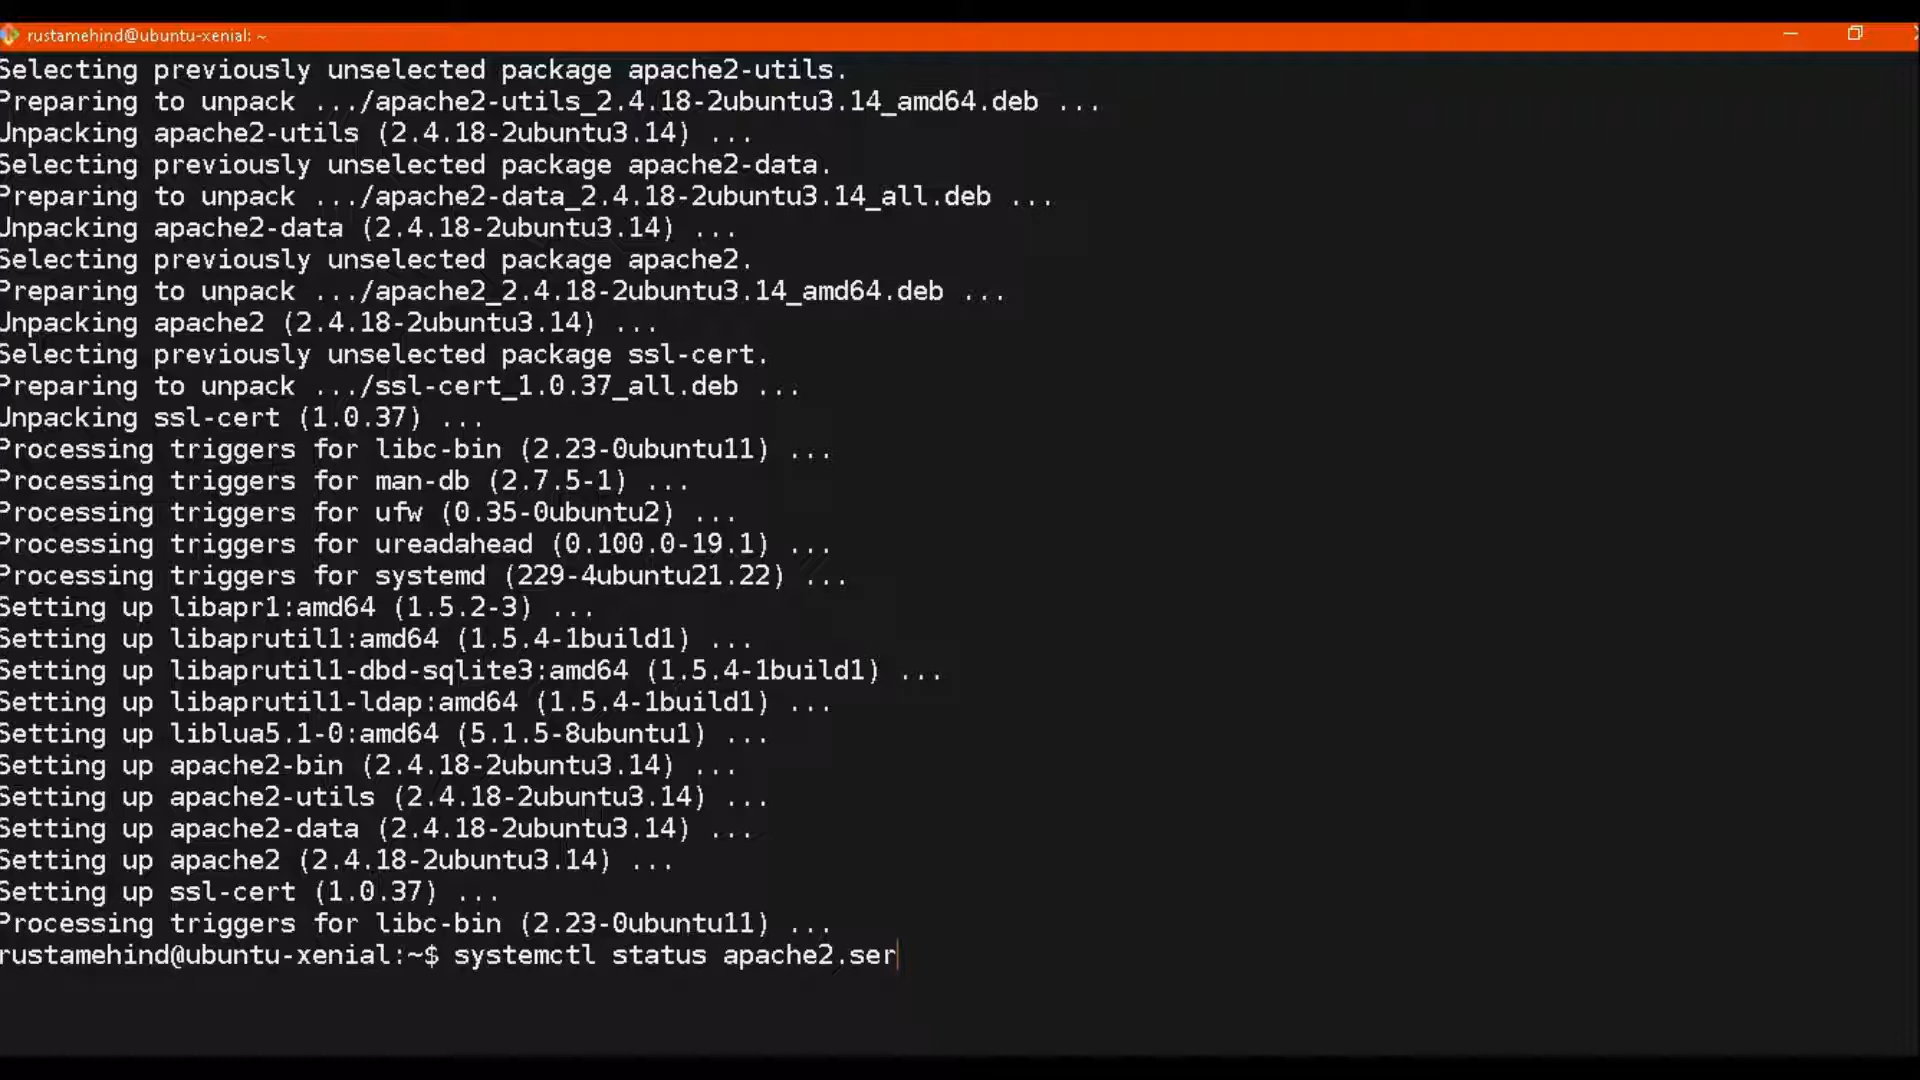 rustamehind@ubuntu-xenial: ~
Selecting previously unselected package apache2-utils.
Preparing to unpack .../apache2-utils_2.4.18-2ubuntu3.14_amd64.deb ...
Unpacking apache2-utils (2.4.18-2ubuntu3.14) ...
Selecting previously unselected package apache2-data.
Preparing to unpack .../apache2-data_2.4.18-2ubuntu3.14_all.deb ...
Unpacking apache2-data (2.4.18-2ubuntu3.14) ...
Selecting previously unselected package apache2.
Preparing to unpack .../apache2_2.4.18-2ubuntu3.14_amd64.deb ...
Unpacking apache2 (2.4.18-2ubuntu3.14) ...
Selecting previously unselected package ssl-cert.
Preparing to unpack .../ssl-cert_1.0.37_all.deb ...
Unpacking ssl-cert (1.0.37) ...
Processing triggers for libc-bin (2.23-0ubuntu11) ...
Processing triggers for man-db (2.7.5-1) ...
Processing triggers for ufw (0.35-0ubuntu2) ...
Processing triggers for ureadahead (0.100.0-19.1) ...
Processing triggers for systemd (229-4ubuntu21.22) ...
Setting up libapr1:amd64 (1.5.2-3) ...
Setting up libaprutil1:amd64 (1.5.4-1build1) ...
Setting up libaprutil1-dbd-sqlite3:amd64 (1.5.4-1build1) ...
Setting up libaprutil1-ldap:amd64 (1.5.4-1build1) ...
Setting up liblua5.1-0:amd64 (5.1.5-8ubuntu1) ...
Setting up apache2-bin (2.4.18-2ubuntu3.14) ...
Setting up apache2-utils (2.4.18-2ubuntu3.14) ...
Setting up apache2-data (2.4.18-2ubuntu3.14) ...
Setting up apache2 (2.4.18-2ubuntu3.14) ...
Setting up ssl-cert (1.0.37) ...
Processing triggers for libc-bin (2.23-0ubuntu11) ...
rustamehind@ubuntu-xenial:~$ systemctl status apache2.ser